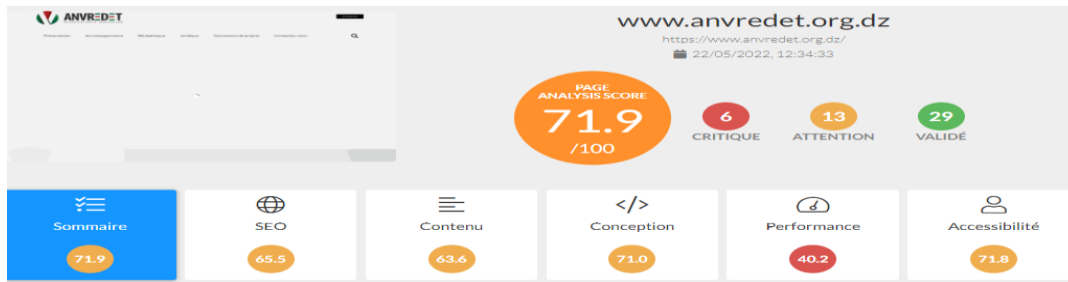 ANVREDET
www.anvredet.org.dz
https://www.anvredet.org.dz/
22/05/2022, 12:34:33
PAGE
ANALYSIS SCORE
71.9
/100
6
CRITIQUE
13
ATTENTION
29
VALIDÉ
Sommaire
71.9
SEO
65.5
Contenu
63.6
</>
Conception
71.0
Performance
40.2
Accessibilité
71.8